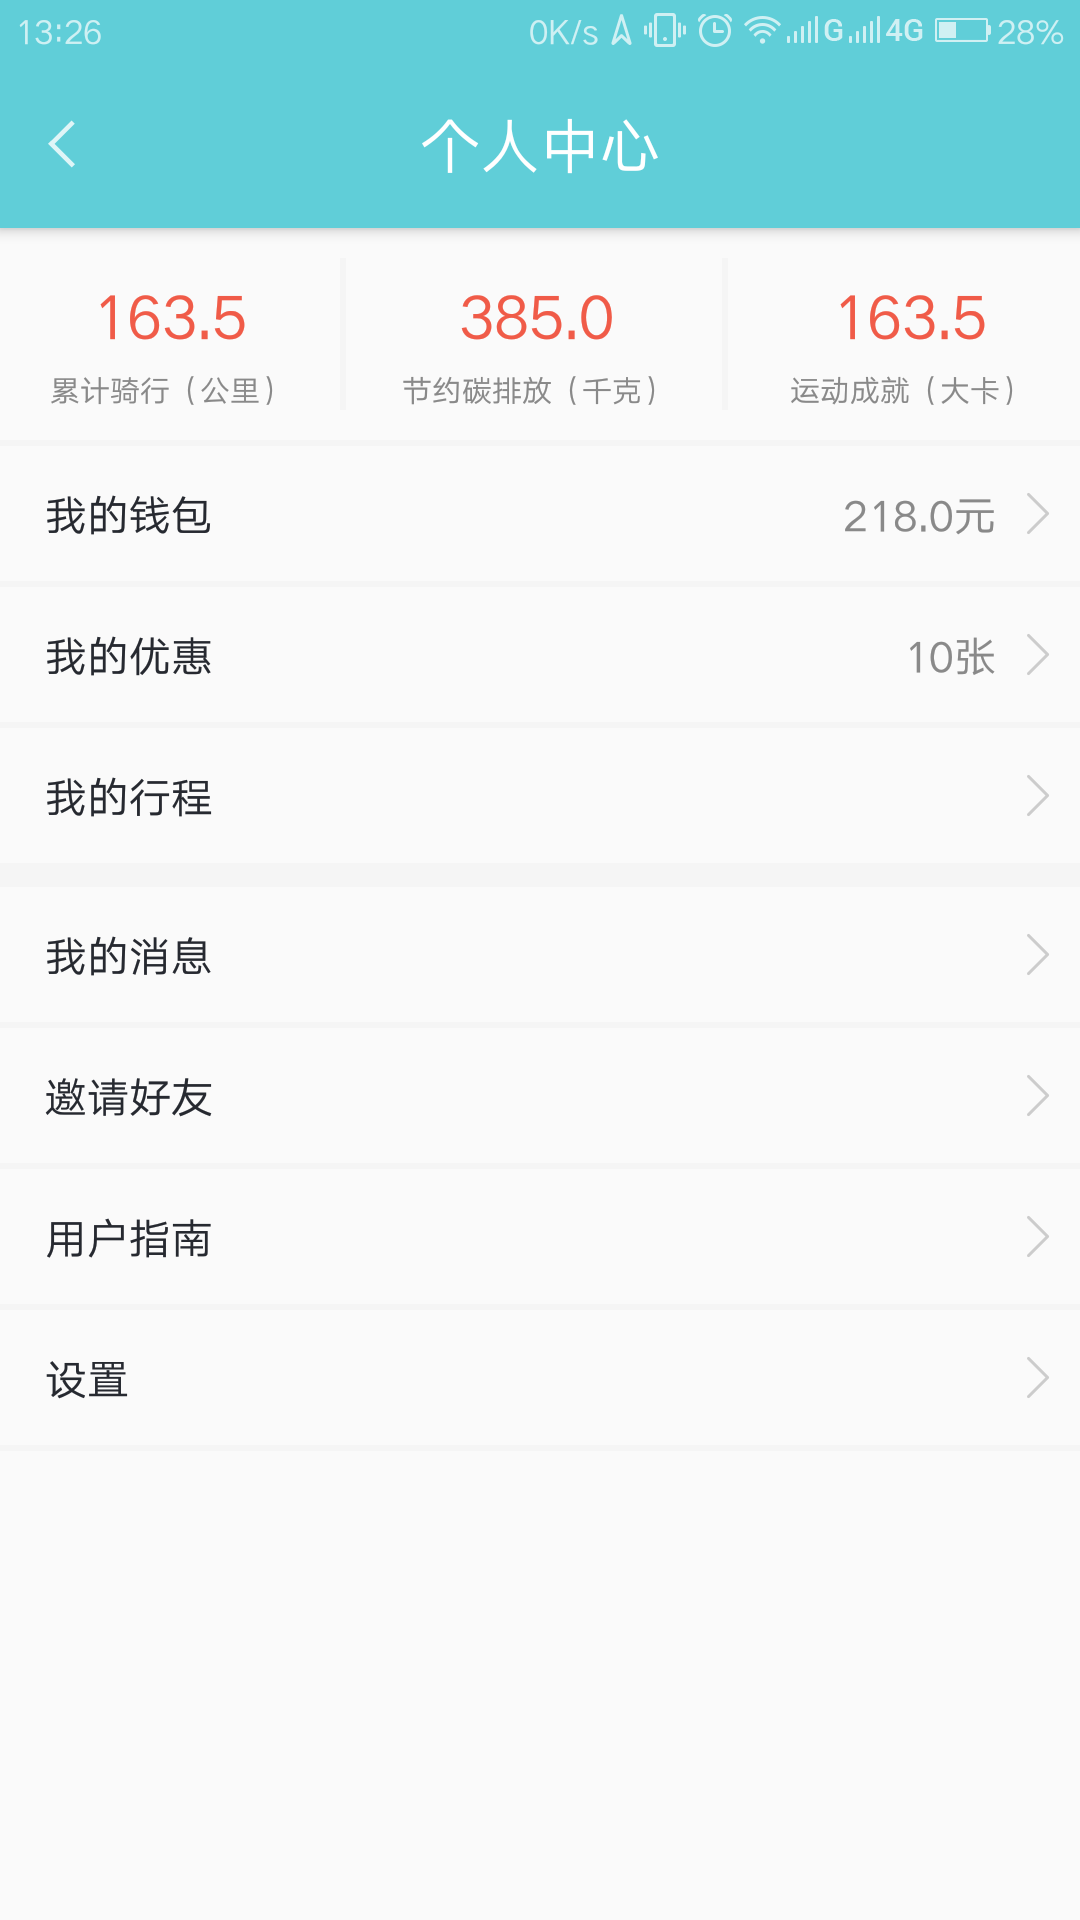 13:26 0K/s G 4G 28%
个人中心
163.5 385.0 163.5
累计骑行（公里） 节约碳排放（千克） 运动成就（大卡）
我的钱包 218.0元
我的优惠 10张
我的行程
我的消息
邀请好友
用户指南
设置